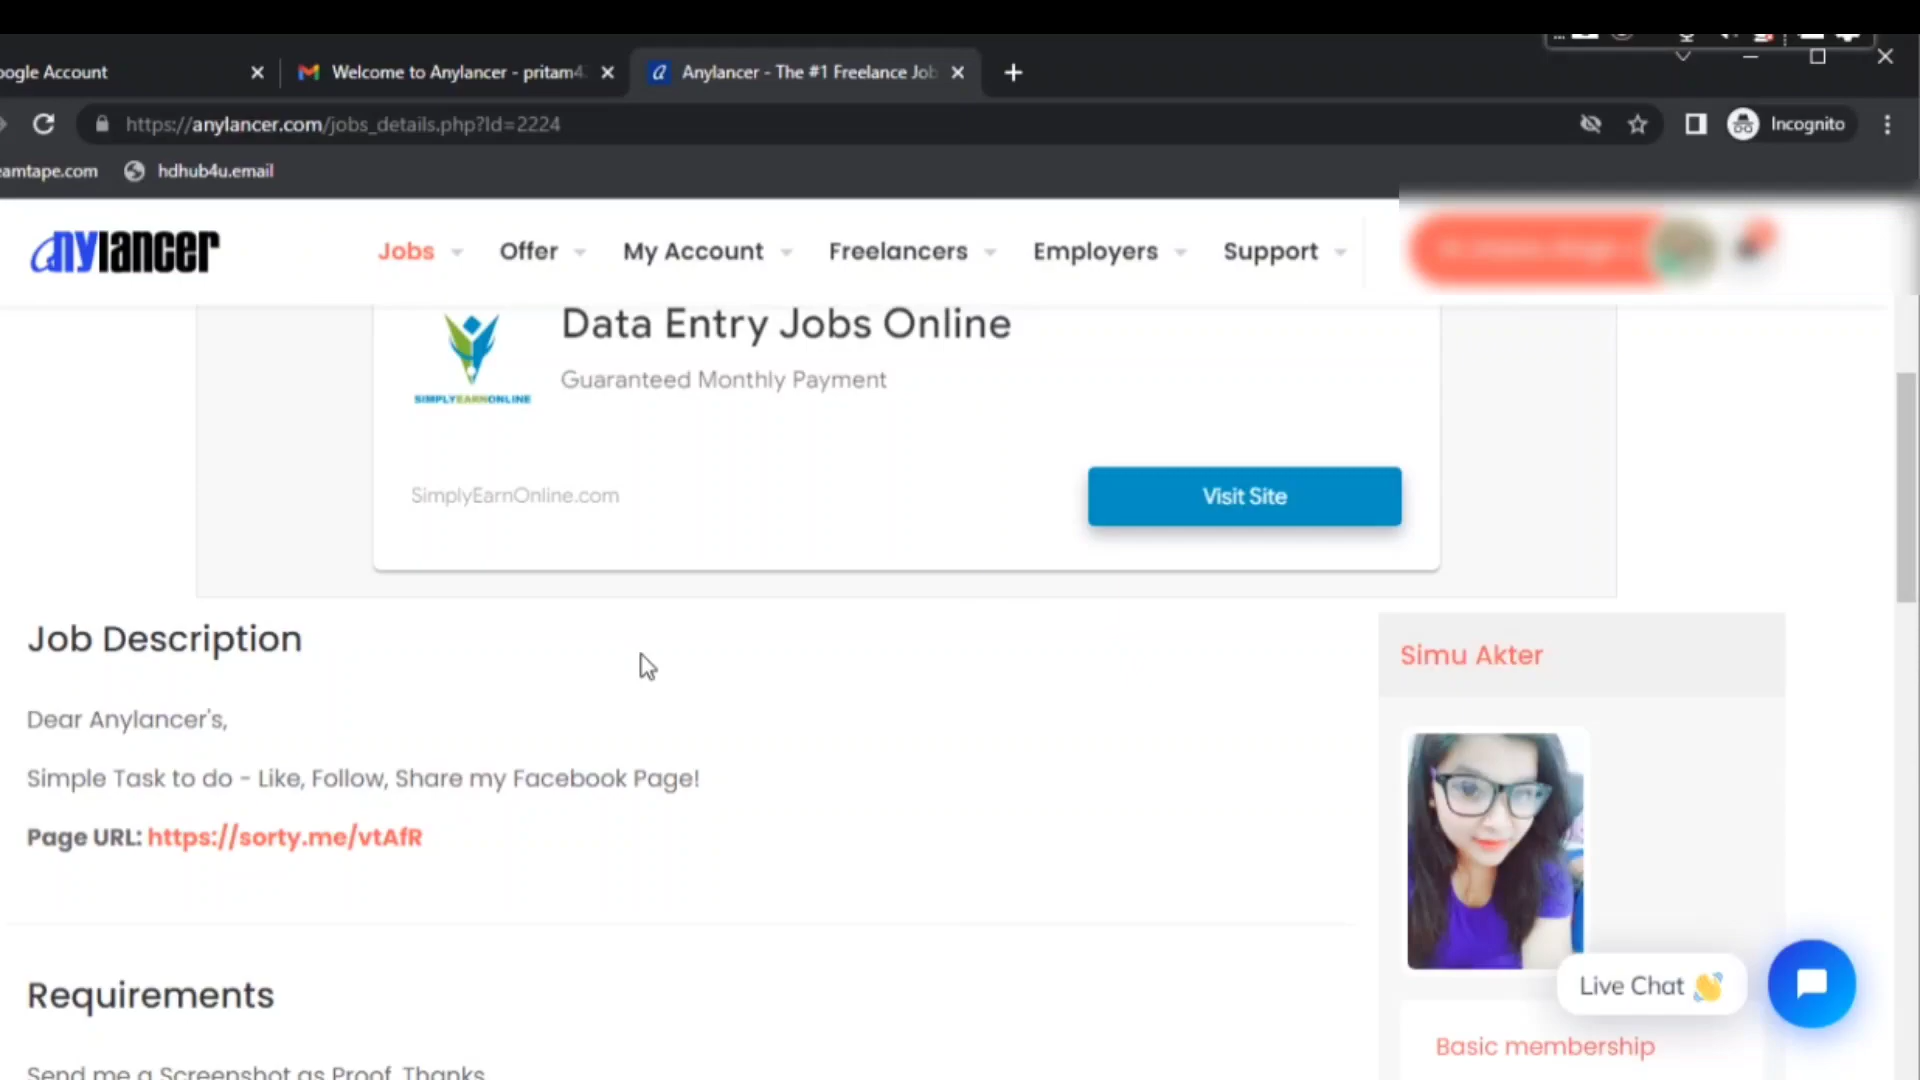 oogle Account
Welcome to Anylancer - pritam4
Anylancer - The #1 Freelance Job
https://anylancer.com/jobs_details.php?Id=2224
Incognito
eamtape.com
hdhub4u.email
anylancer
Jobs
Offer
My Account
Freelancers
Employers
Support
Data Entry Jobs Online
Guaranteed Monthly Payment
SIMPLYEARNONLINE
SimplyEarnOnline.com
Visit Site
Job Description
Simu Akter
Dear Anylancer's,
Simple Task to do - Like, Follow, Share my Facebook Page!
Page URL: https://sorty.me/vtAfR
Live Chat 👋
Requirements
Basic membership
Send me a Screenshot as Proof. Thanks